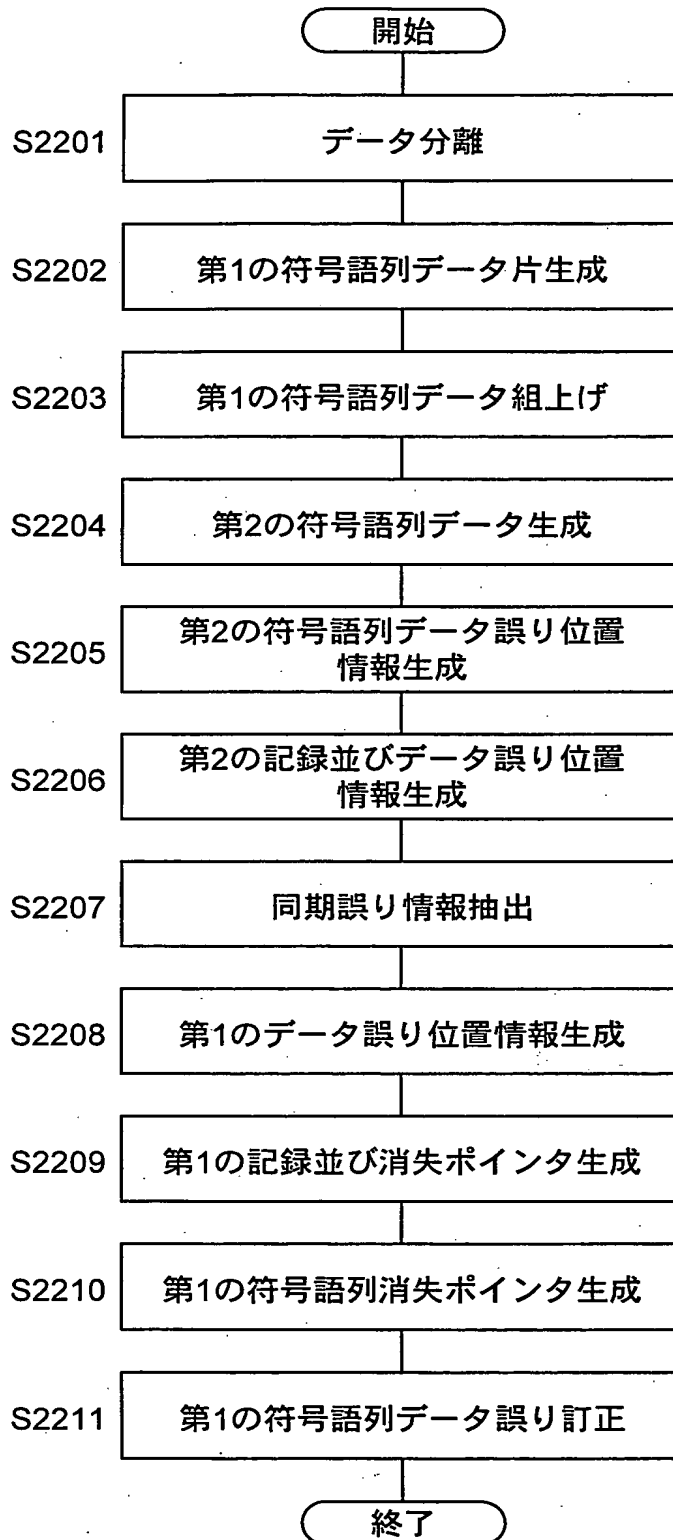 開始
S2201 データ分離
S2202 第1の符号語列データ片生成
S2203 第1の符号語列データ組上げ
S2204 第2の符号語列データ生成
S2205 第2の符号語列データ誤り位置
情報生成
S2206 第2の記録並びデータ誤り位置
情報生成
S2207 同期誤り情報抽出
S2208 第1のデータ誤り位置情報生成
S2209 第1の記録並び消失ポインタ生成
S2210 第1の符号語列消失ポインタ生成
S2211 第1の符号語列データ誤り訂正
終了